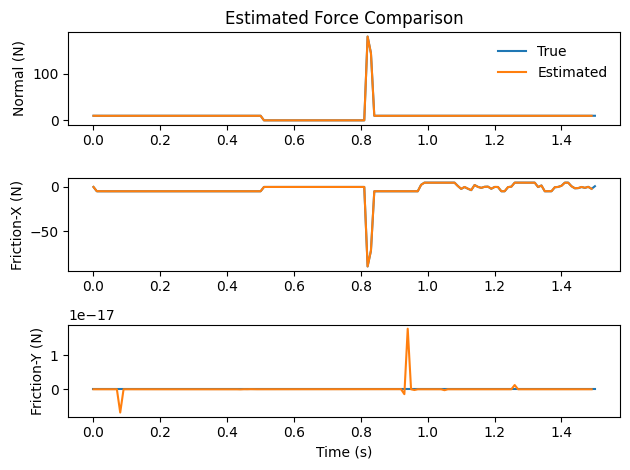 Estimated Force Comparison
Normal (N)
100
0
True
Estimated
0.0 0.2 0.4 0.6 0.8 1.0 1.2 1.4
Friction-X (N)
0
−50
0.0 0.2 0.4 0.6 0.8 1.0 1.2 1.4
1e−17
Friction-Y (N)
1
0
0.0 0.2 0.4 0.6 0.8 1.0 1.2 1.4
Time (s)